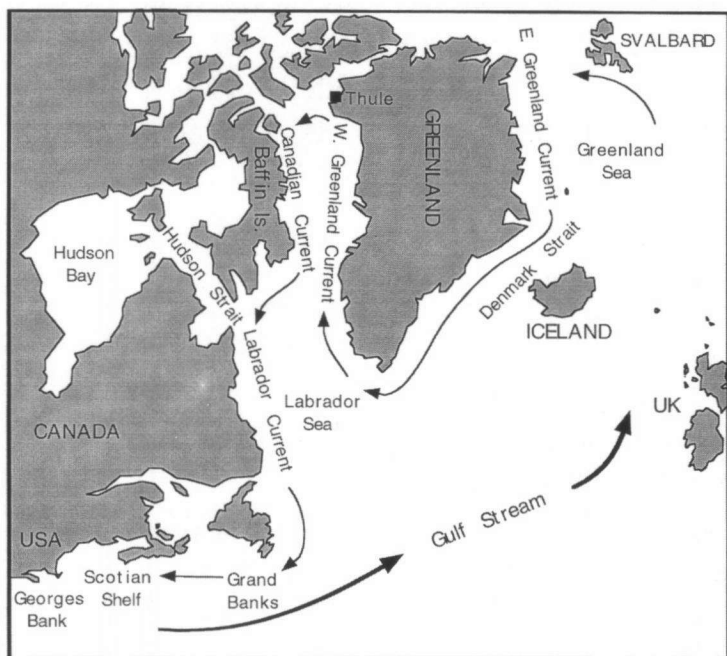 E. Greenland Current
SVALBARD
Thule
GREENLAND
Greenland
Sea
Canadian Current
W. Greenland Current
Baffin Is.
Hudson
Bay
Hudson Strait
Denmark Strait
ICELAND
Labrador Current
Labrador
Sea
UK
CANADA
Gulf Stream
USA
Scotian
Shelf
Grand
Banks
Georges
Bank